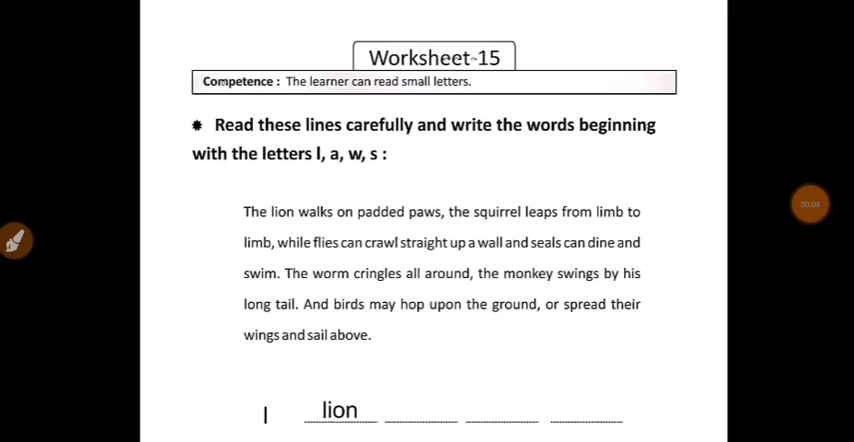 Worksheet-15
Competence : The learner can read small letters.
✸ Read these lines carefully and write the words beginning
with the letters l, a, w, s :
The lion walks on padded paws, the squirrel leaps from limb to
limb, while flies can crawl straight up a wall and seals can dine and
swim. The worm cringles all around, the monkey swings by his
long tail. And birds may hop upon the ground, or spread their
wings and sail above.
l lion
00:04